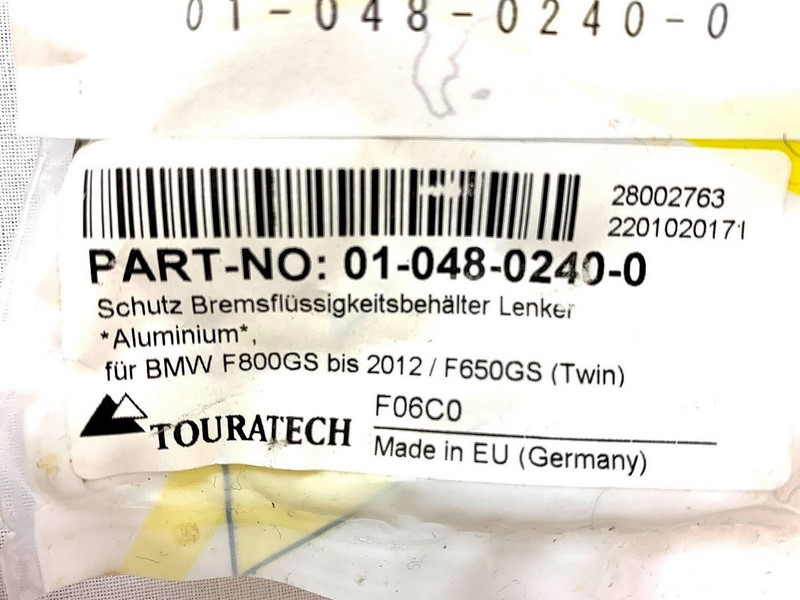 01-048-0240-0
28002763
2201020171
PART-NO: 01-048-0240-0
Schutz Bremsflüssigkeitsbehälter Lenker
*Aluminium*,
für BMW F800GS bis 2012 / F650GS (Twin)
TOURATECH
F06C0
Made in EU (Germany)